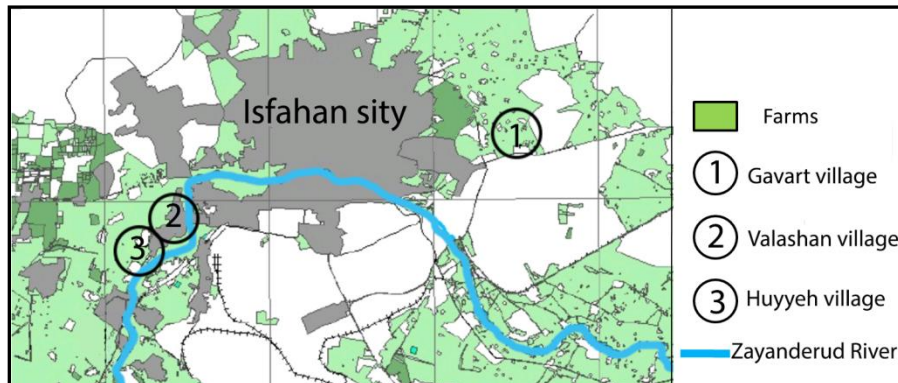 Isfahan sity
1
2
3
Farms
1 Gavart village
2 Valashan village
3 Huyyeh village
Zayanderud River